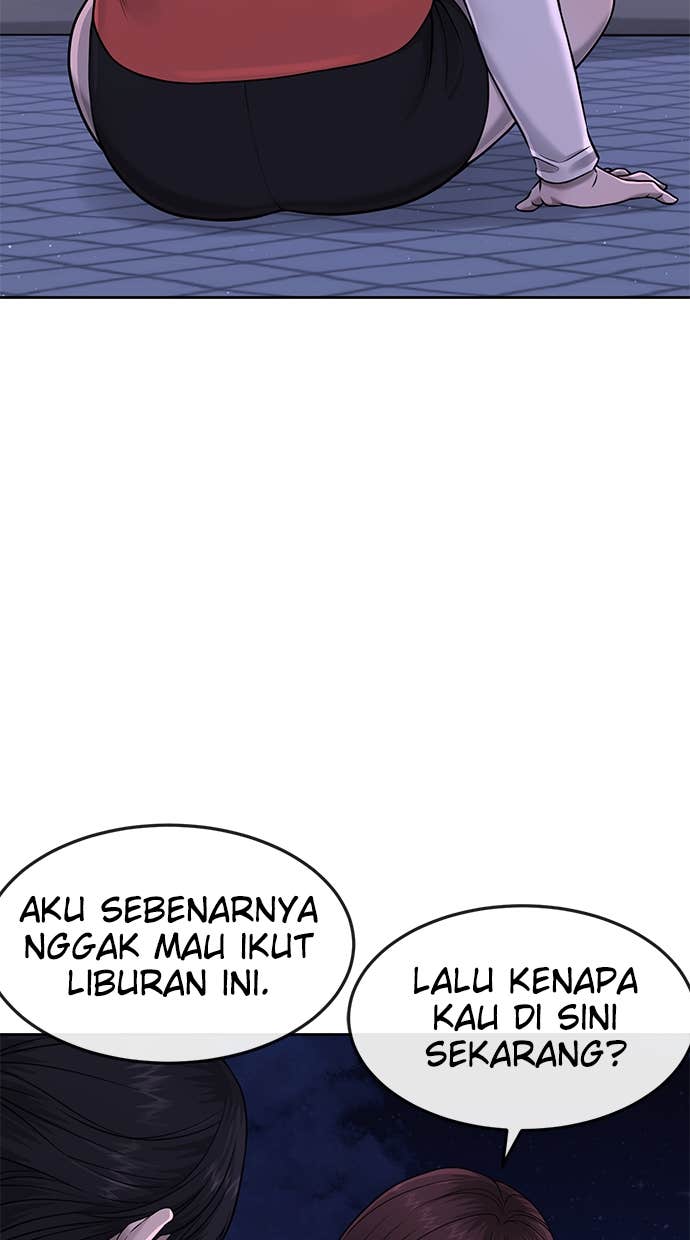 AKU SEBENARNYA
NGGAK MAU IKUT
LIBURAN INI.
LALU KENAPA
KAU DI SINI
SEKARANG?